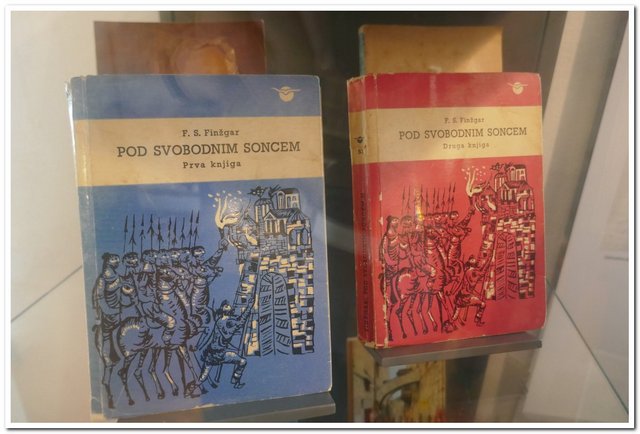 F. S. Finžgar
POD SVOBODNIM SONCEM
Prva knjiga
F. S. Finžgar
POD SVOBODNIM SONCEM
Druga knjiga